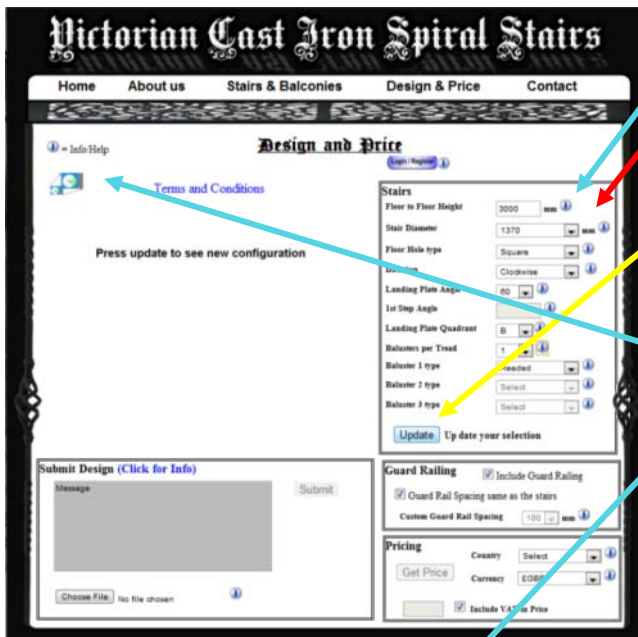 Victorian Cast Iron Spiral Stairs
Home About us Stairs & Balconies Design & Price Contact
Design and Price
= Info/Help
Login / Register
Terms and Conditions
Press update to see new configuration
Stairs
Floor to Floor Height 3000 mm
Stair Diameter 1370 mm
Floor Hole type Square
Clockwise
Landing Plate Angle 60
1st Step Angle
Landing Plate Quadrant B
Balusters per Tread 1
Baluster 1 type Reeded
Baluster 2 type Select
Baluster 3 type Select
Update Up date your selection
Submit Design (Click for Info)
Message
Submit
Choose File No file chosen
Guard Railing Include Guard Railing
Guard Rail Spacing same as the stairs
Custom Guard Rail Spacing 100 mm
Pricing
Country Select
Get Price Currency
Include VAT in Price